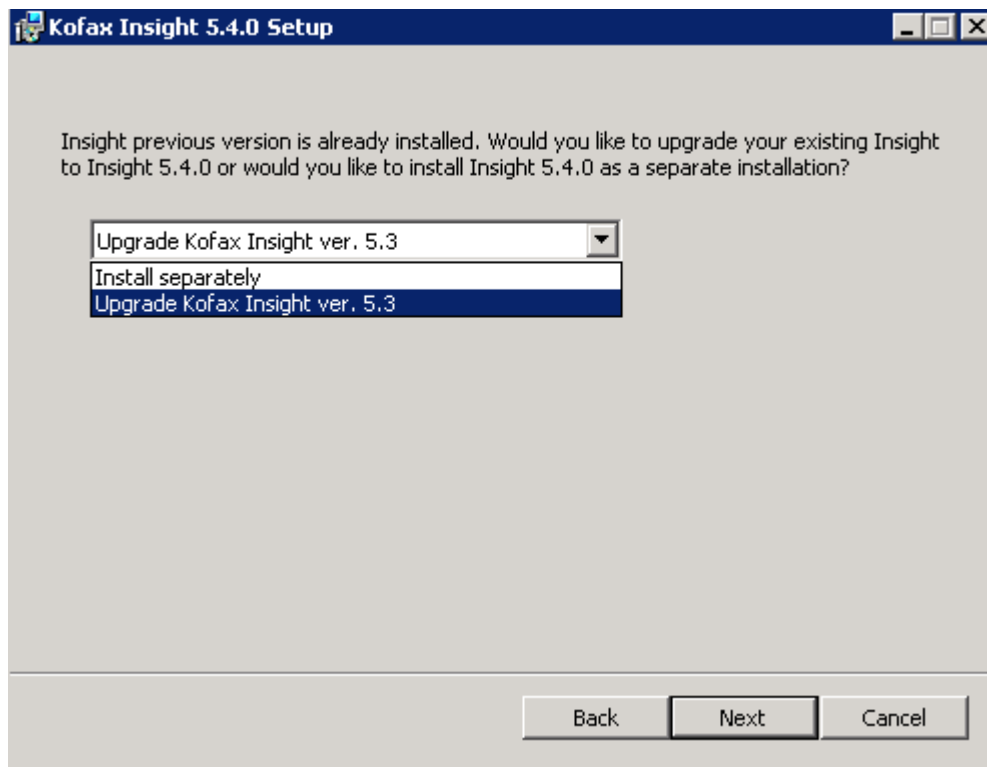 Kofax Insight 5.4.0 Setup
Insight previous version is already installed. Would you like to upgrade your existing Insight
to Insight 5.4.0 or would you like to install Insight 5.4.0 as a separate installation?
Upgrade Kofax Insight ver. 5.3
Install separately
Upgrade Kofax Insight ver. 5.3
Back Next Cancel